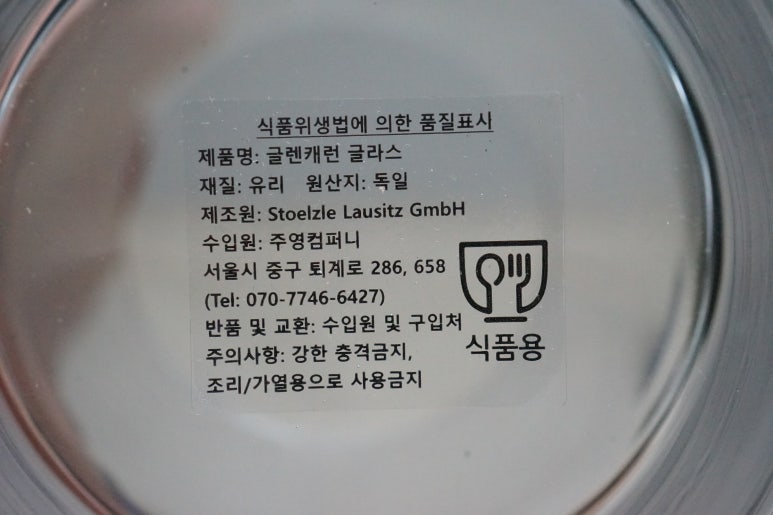 식품위생법에 의한 품질표시
제품명: 글렌캐런 글라스
재질: 유리 원산지: 독일
제조원: Stoelzle Lausitz GmbH
수입원: 주영컴퍼니
서울시 중구 퇴계로 286, 658
(Tel: 070-7746-6427)
반품 및 교환: 수입원 및 구입처
주의사항: 강한 충격금지,
조리/가열용으로 사용금지
식품용